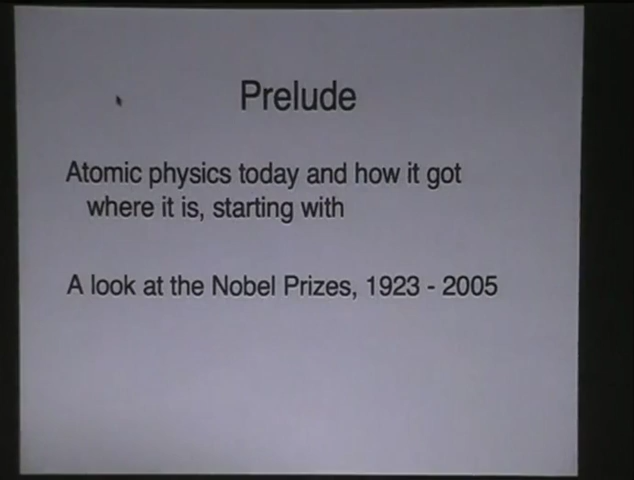 Prelude
Atomic physics today and how it got
where it is, starting with
A look at the Nobel Prizes, 1923 - 2005